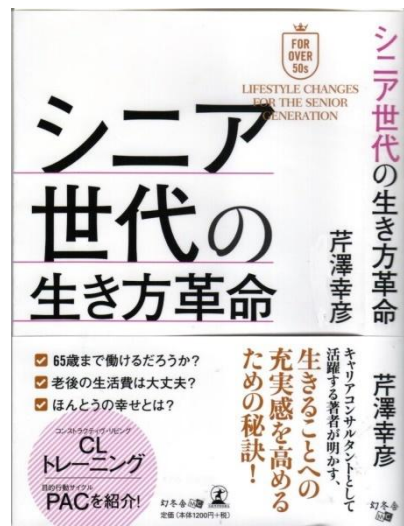 FOR
OVER
50s
LIFESTYLE CHANGES
FOR THE SENIOR
GENERATION
シニア
世代の
生き方革命
芹澤幸彦
シニア世代の生き方革命
芹澤幸彦
65歳まで働けるだろうか?
老後の生活費は大丈夫?
ほんとうの幸せとは?
コンストラクティヴ・リビング
CL
トレーニング
目的行動サイクル
PACを紹介!
キャリアコンサルタントとして
活躍する著者が明かす、
生きることへの
充実感を高める
ための秘訣!
幻冬舎
定価(本体1200円+税)
芹澤幸彦
幻冬舎